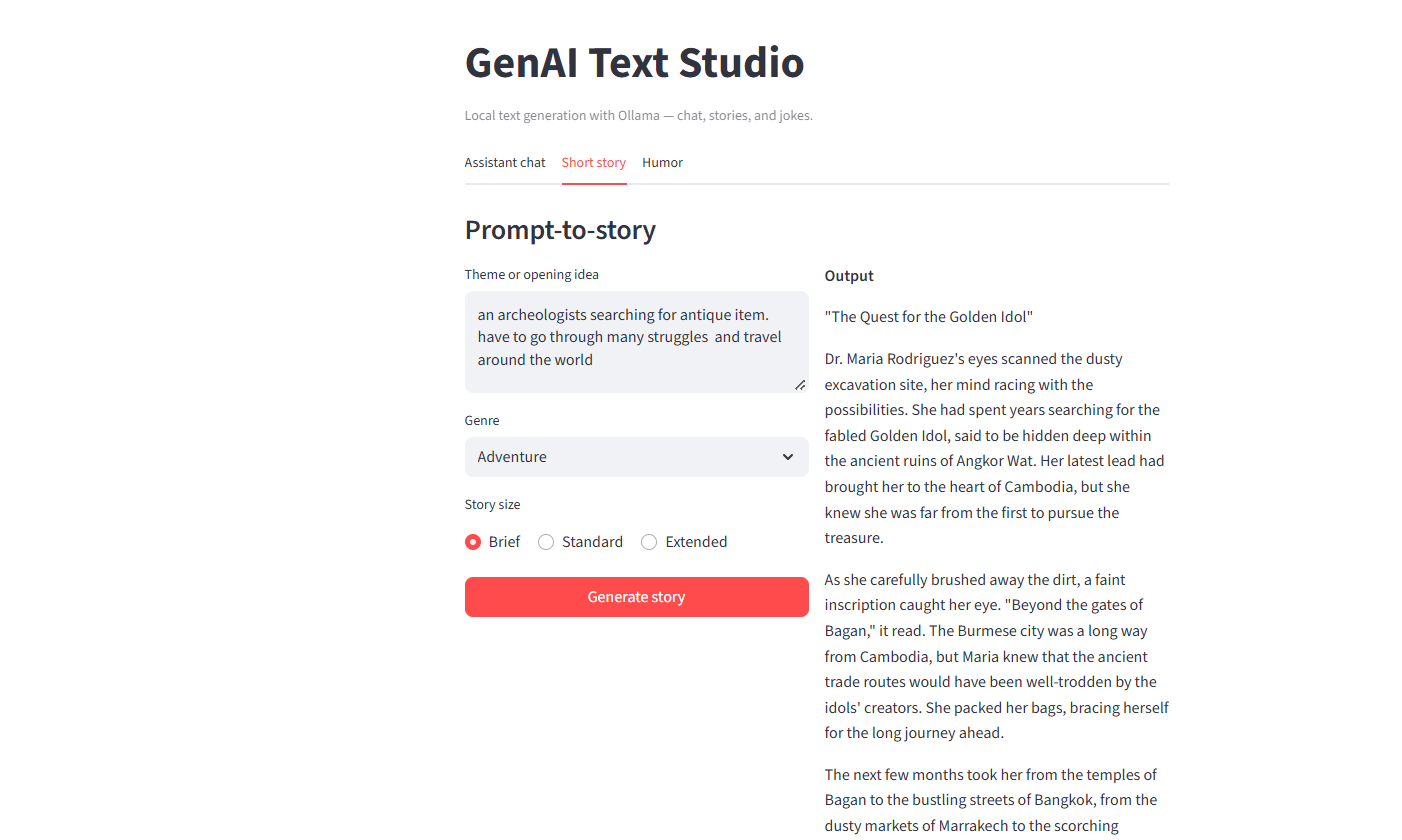 GenAI Text Studio
Local text generation with Ollama — chat, stories, and jokes.
Assistant chat Short story Humor
Prompt-to-story
Theme or opening idea
an archeologists searching for antique item.
have to go through many struggles  and travel
around the world
Genre
Adventure
Story size
Brief Standard Extended
Generate story
Output
"The Quest for the Golden Idol"
Dr. Maria Rodriguez's eyes scanned the dusty
excavation site, her mind racing with the
possibilities. She had spent years searching for the
fabled Golden Idol, said to be hidden deep within
the ancient ruins of Angkor Wat. Her latest lead had
brought her to the heart of Cambodia, but she
knew she was far from the first to pursue the
treasure.
As she carefully brushed away the dirt, a faint
inscription caught her eye. "Beyond the gates of
Bagan," it read. The Burmese city was a long way
from Cambodia, but Maria knew that the ancient
trade routes would have been well-trodden by the
idols' creators. She packed her bags, bracing herself
for the long journey ahead.
The next few months took her from the temples of
Bagan to the bustling streets of Bangkok, from the
dusty markets of Marrakech to the scorching